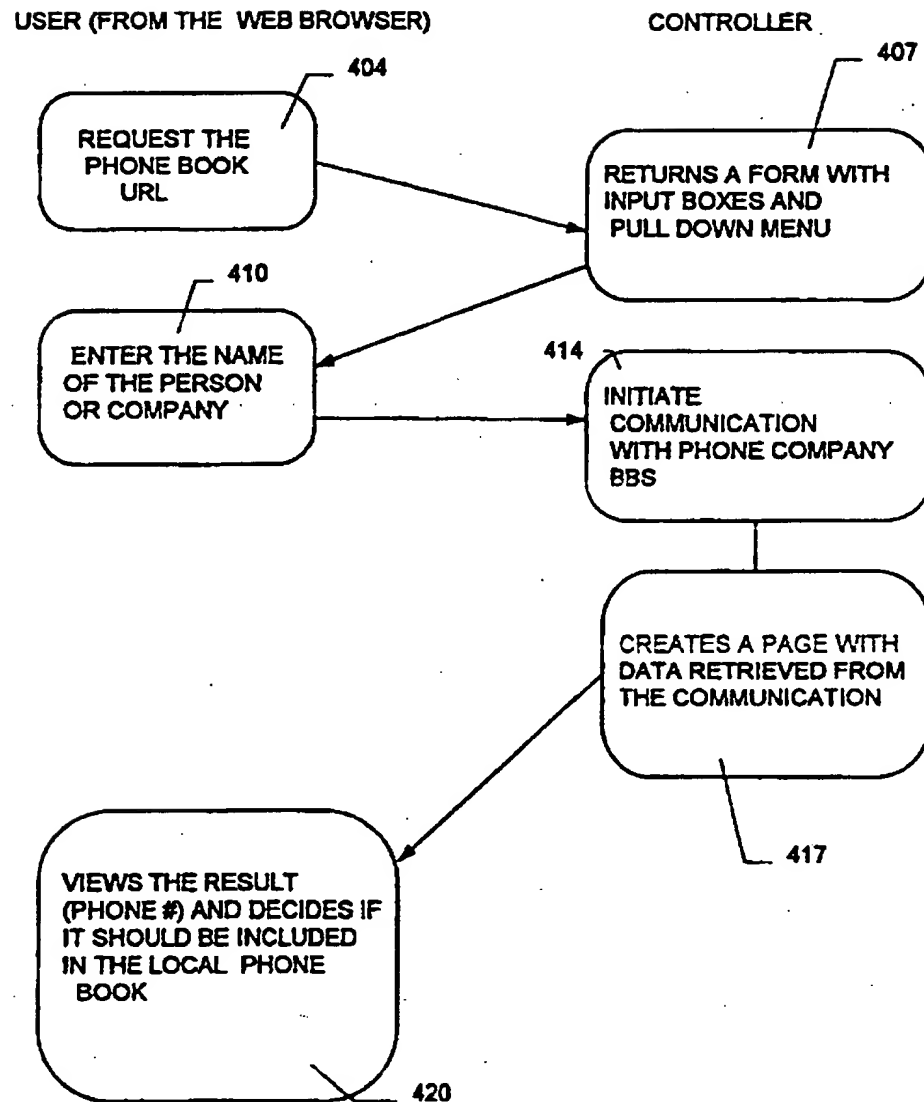 USER (FROM THE WEB BROWSER)
CONTROLLER
404
407
REQUEST THE
PHONE BOOK
URL
RETURNS A FORM WITH
INPUT BOXES AND
PULL DOWN MENU
410
ENTER THE NAME
OF THE PERSON
OR COMPANY
414
INITIATE
COMMUNICATION
WITH PHONE COMPANY
BBS
CREATES A PAGE WITH
DATA RETRIEVED FROM
THE COMMUNICATION
417
VIEWS THE RESULT
(PHONE #) AND DECIDES IF
IT SHOULD BE INCLUDED
IN THE LOCAL PHONE
BOOK
420